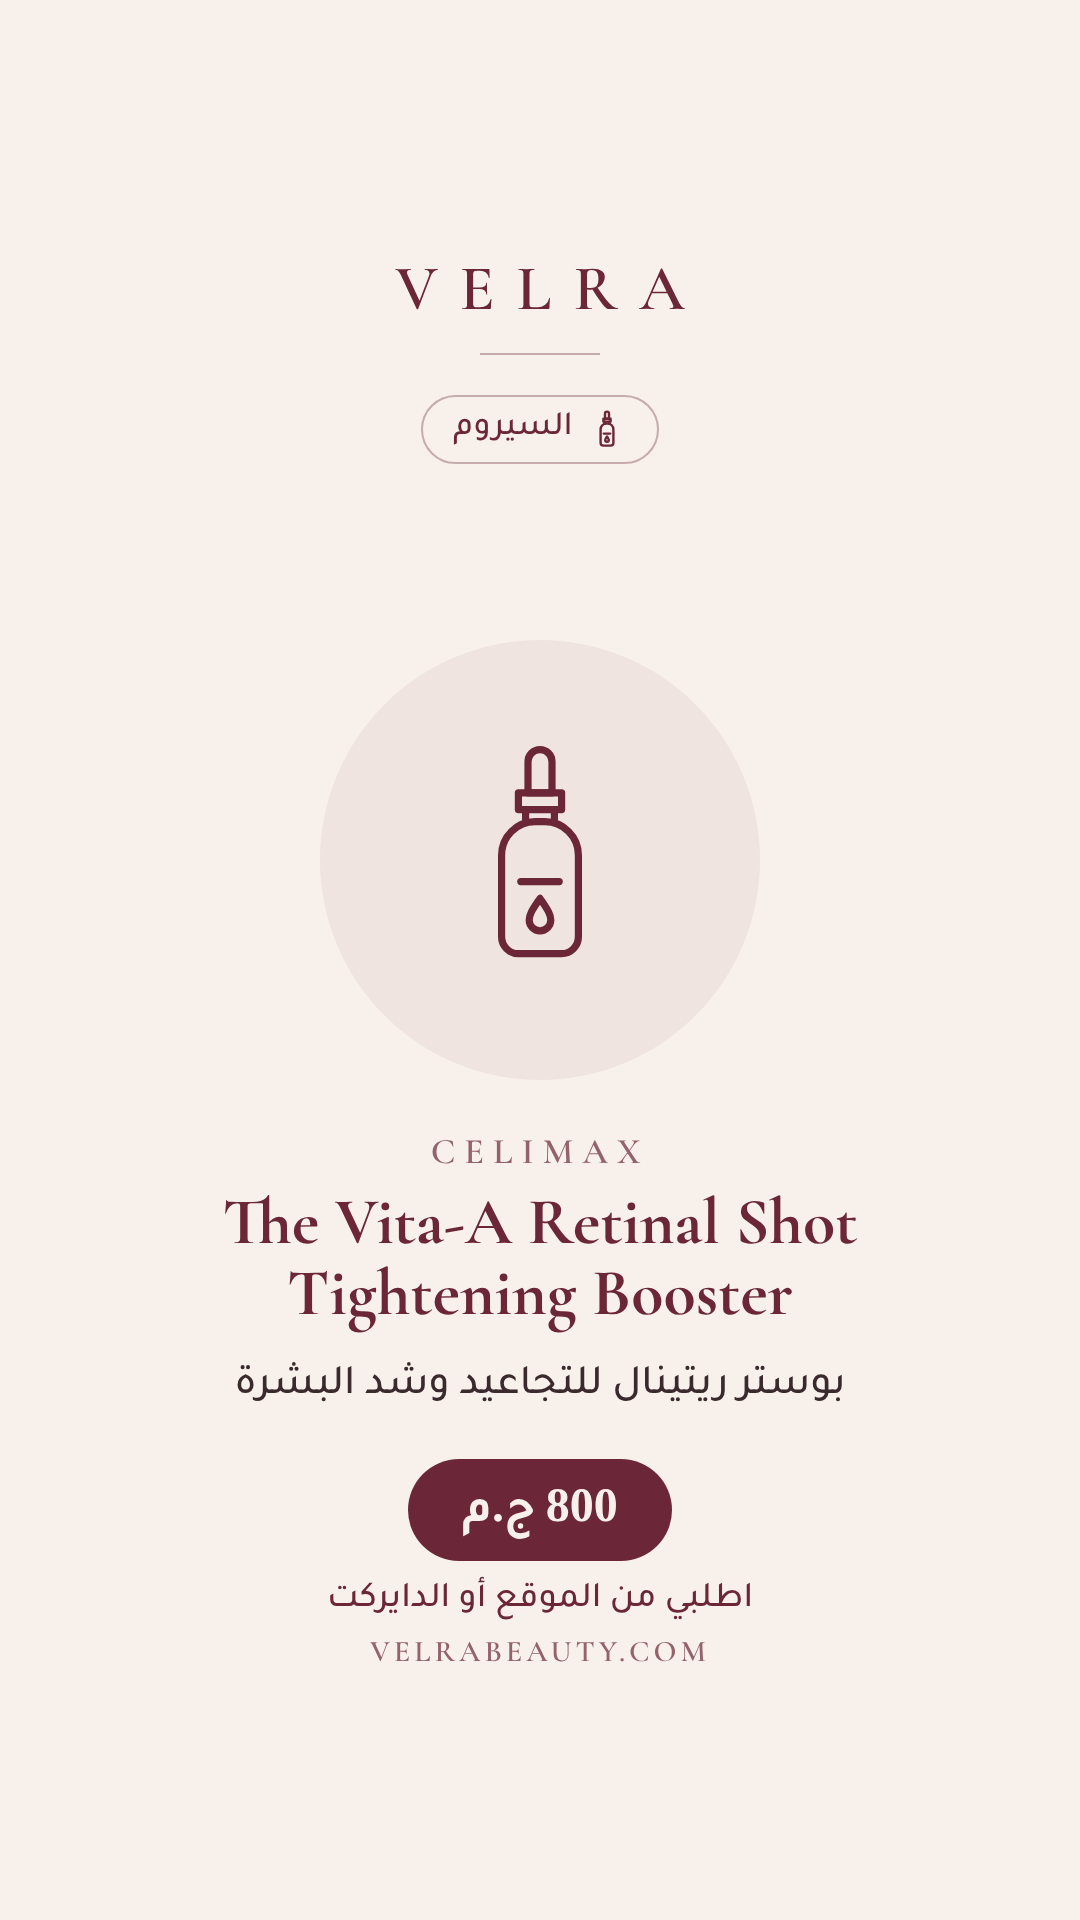 VELRA
السيروم
CELIMAX
The Vita-A Retinal Shot
Tightening Booster
بوستر ريتينال للتجاعيد وشد البشرة
800 ج.م
اطلبي من الموقع أو الدايركت
VELRABEAUTY.COM